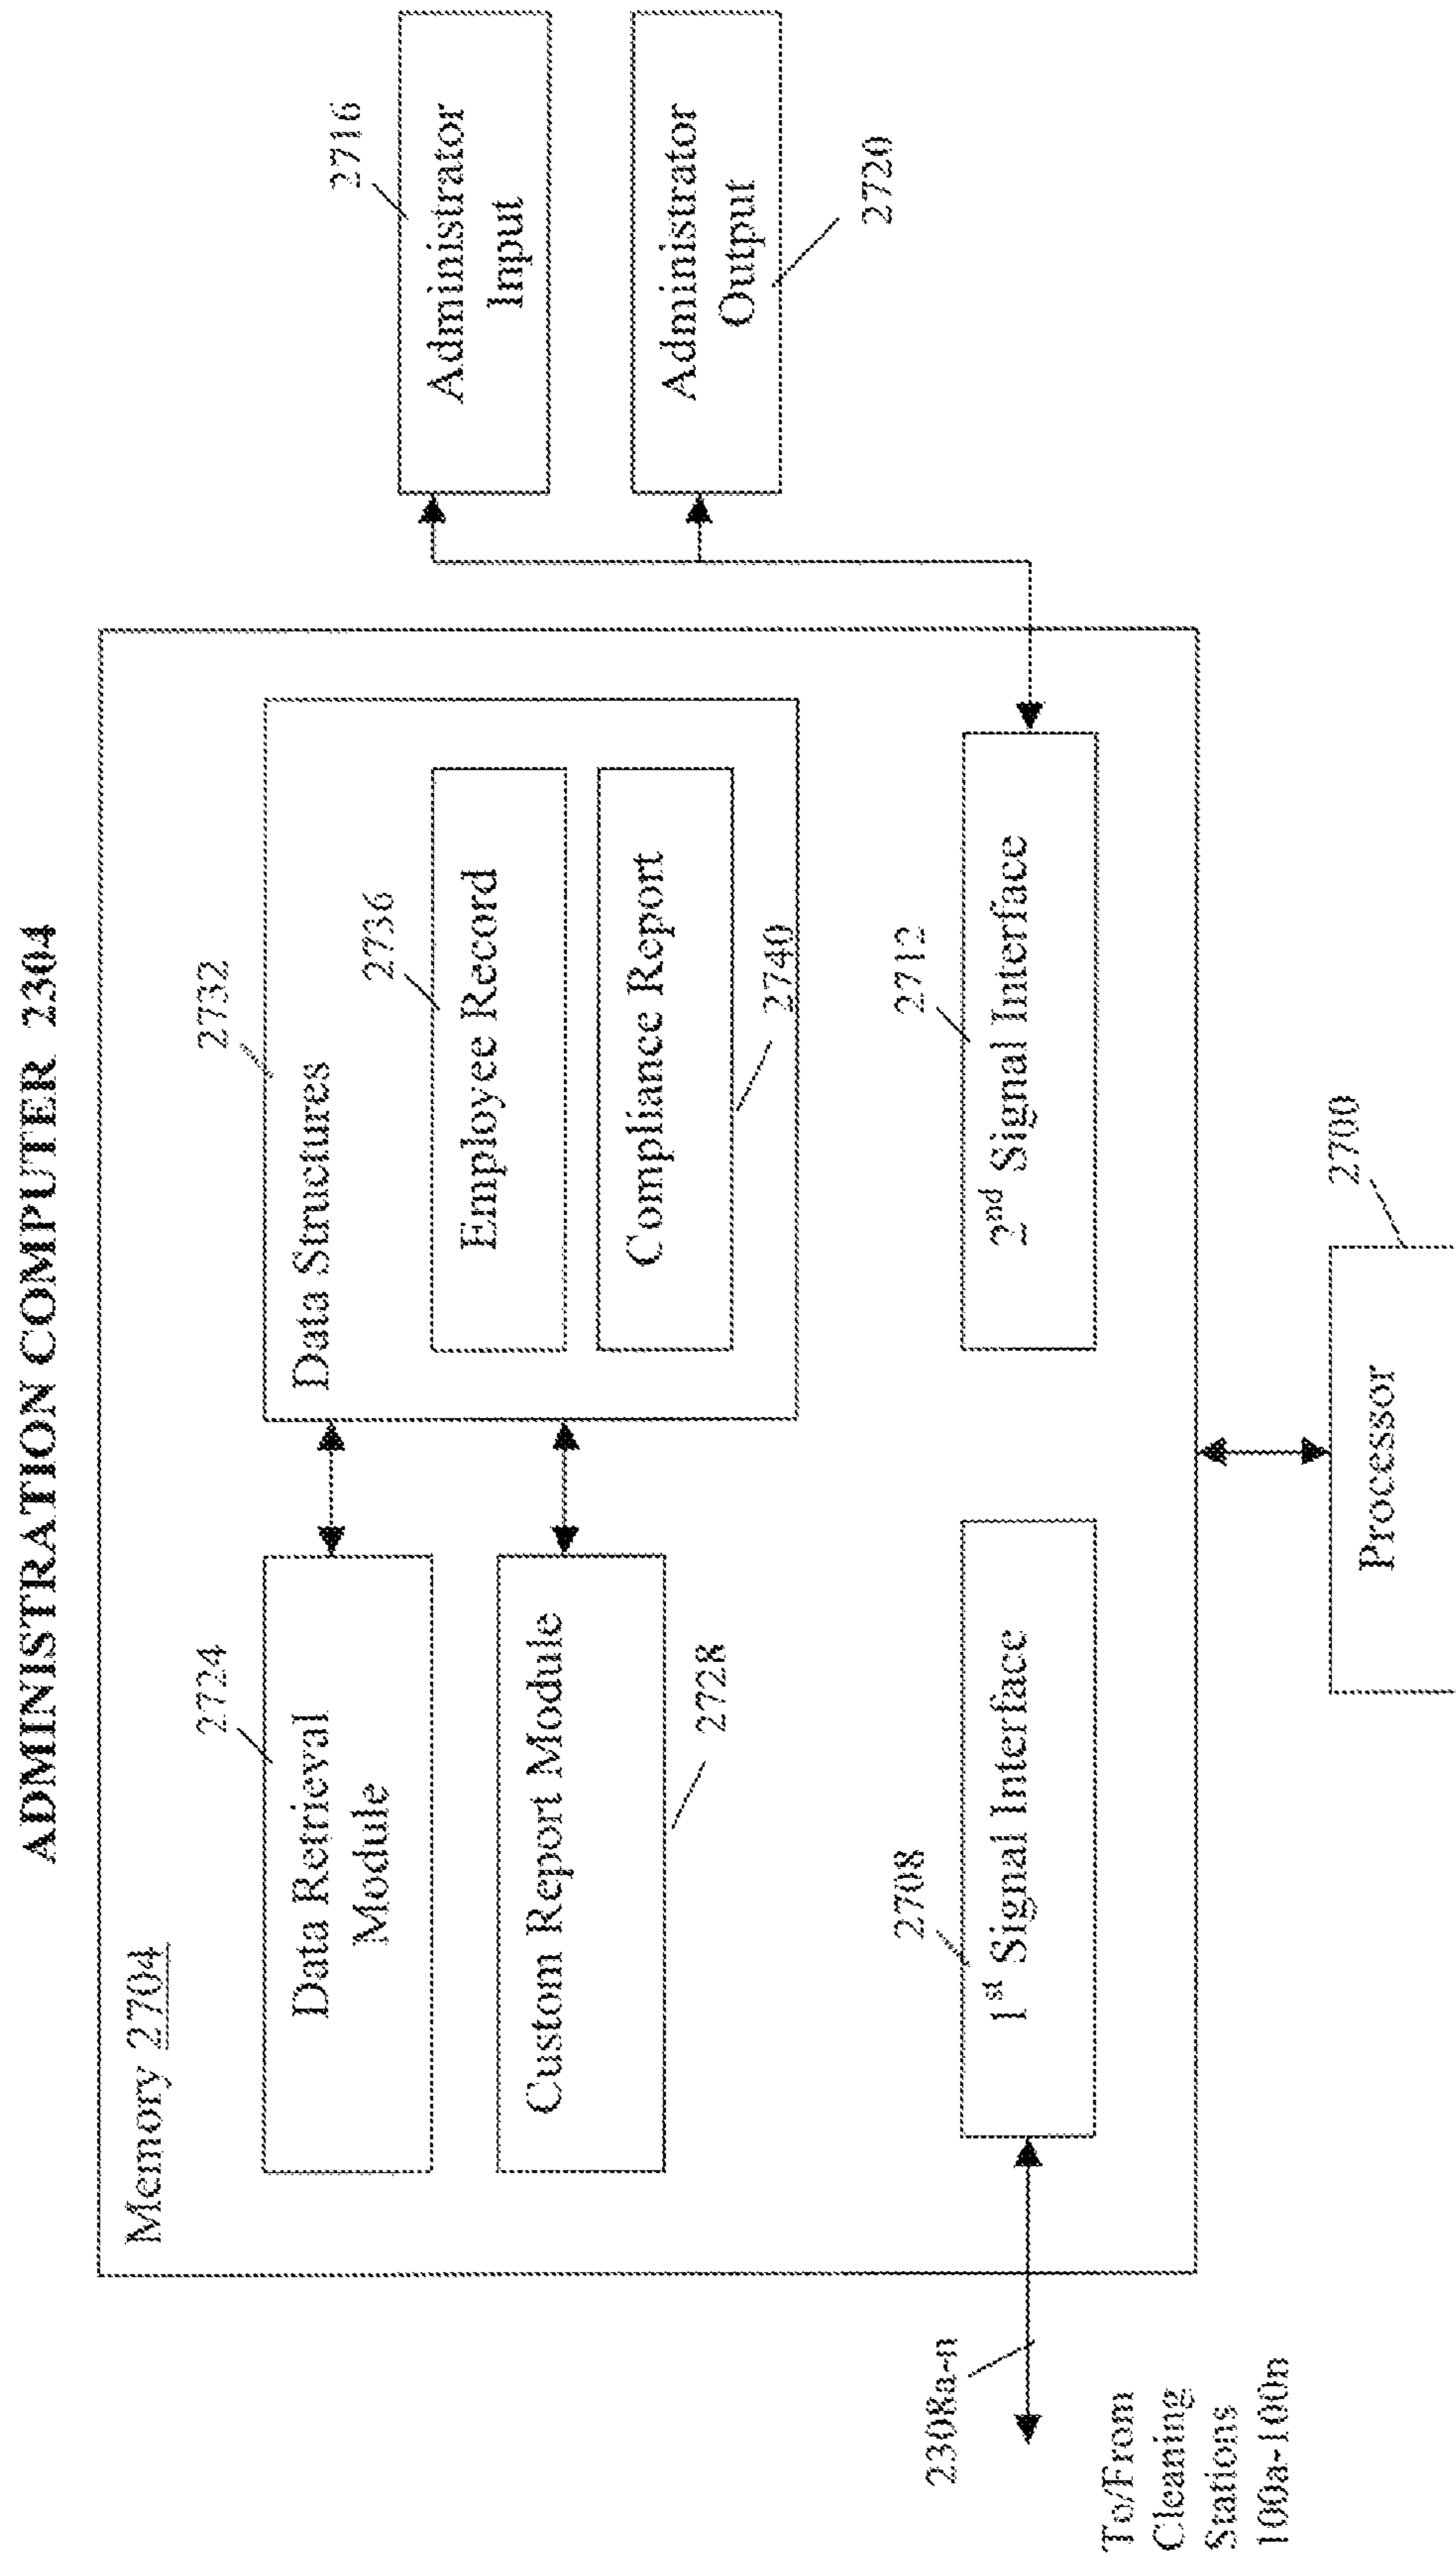 ADMINISTRATION COMPUTER 2304
Memory 2704
2724
Data Retrieval
Module
Custom Report Module
2728
2732
Data Structures
2736
Employee Record
Compliance Report
2740
2716
Administrator
Input
Administrator
Output
2720
2708
1st Signal Interface
2712
2nd Signal Interface
2308a-n
To/From
Cleaning
Stations
100a-100n
2700
Processor